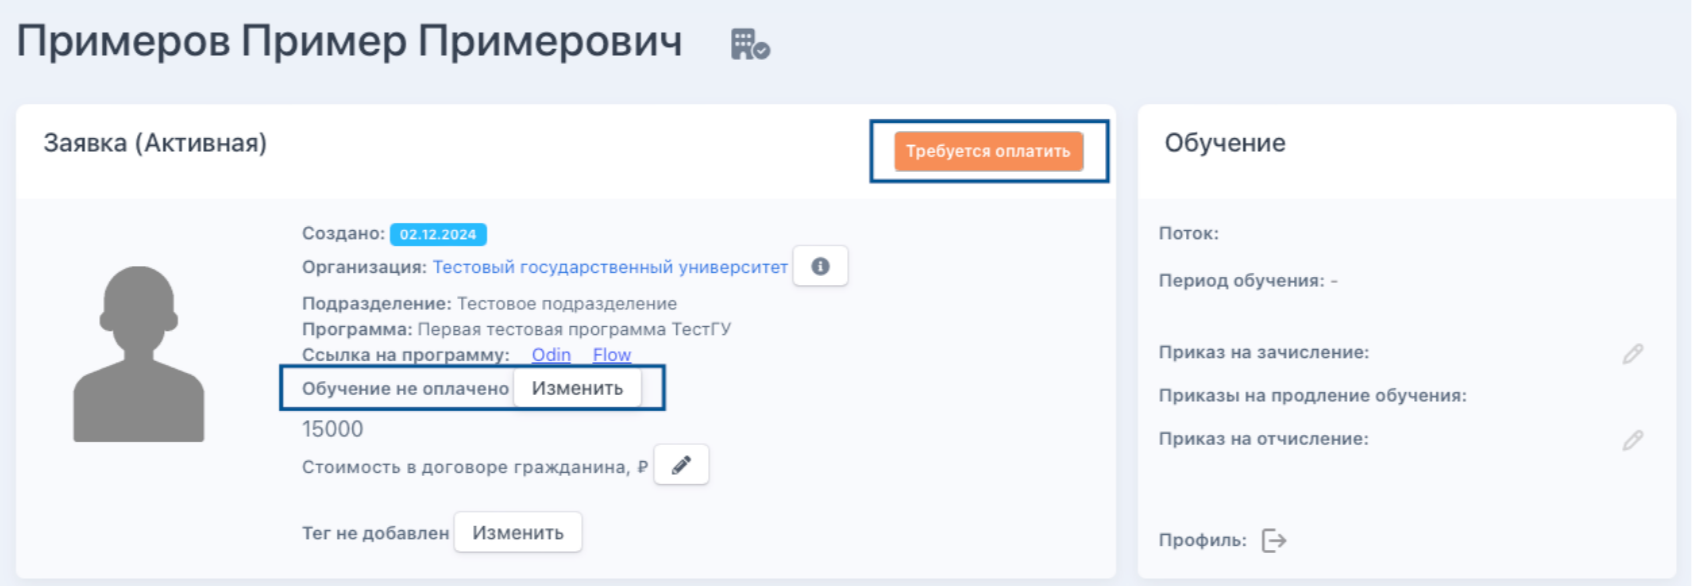 Примеров Пример Примерович
Заявка (Активная)
Требуется оплатить
Создано: 02.12.2024
Организация: Тестовый государственный университет
Подразделение: Тестовое подразделение
Программа: Первая тестовая программа ТестГУ
Ссылка на программу: Odin Flow
Обучение не оплачено Изменить
15000
Стоимость в договоре гражданина, ₽
Тег не добавлен Изменить
Обучение
Поток:
Период обучения: -
Приказ на зачисление:
Приказы на продление обучения:
Приказ на отчисление:
Профиль: